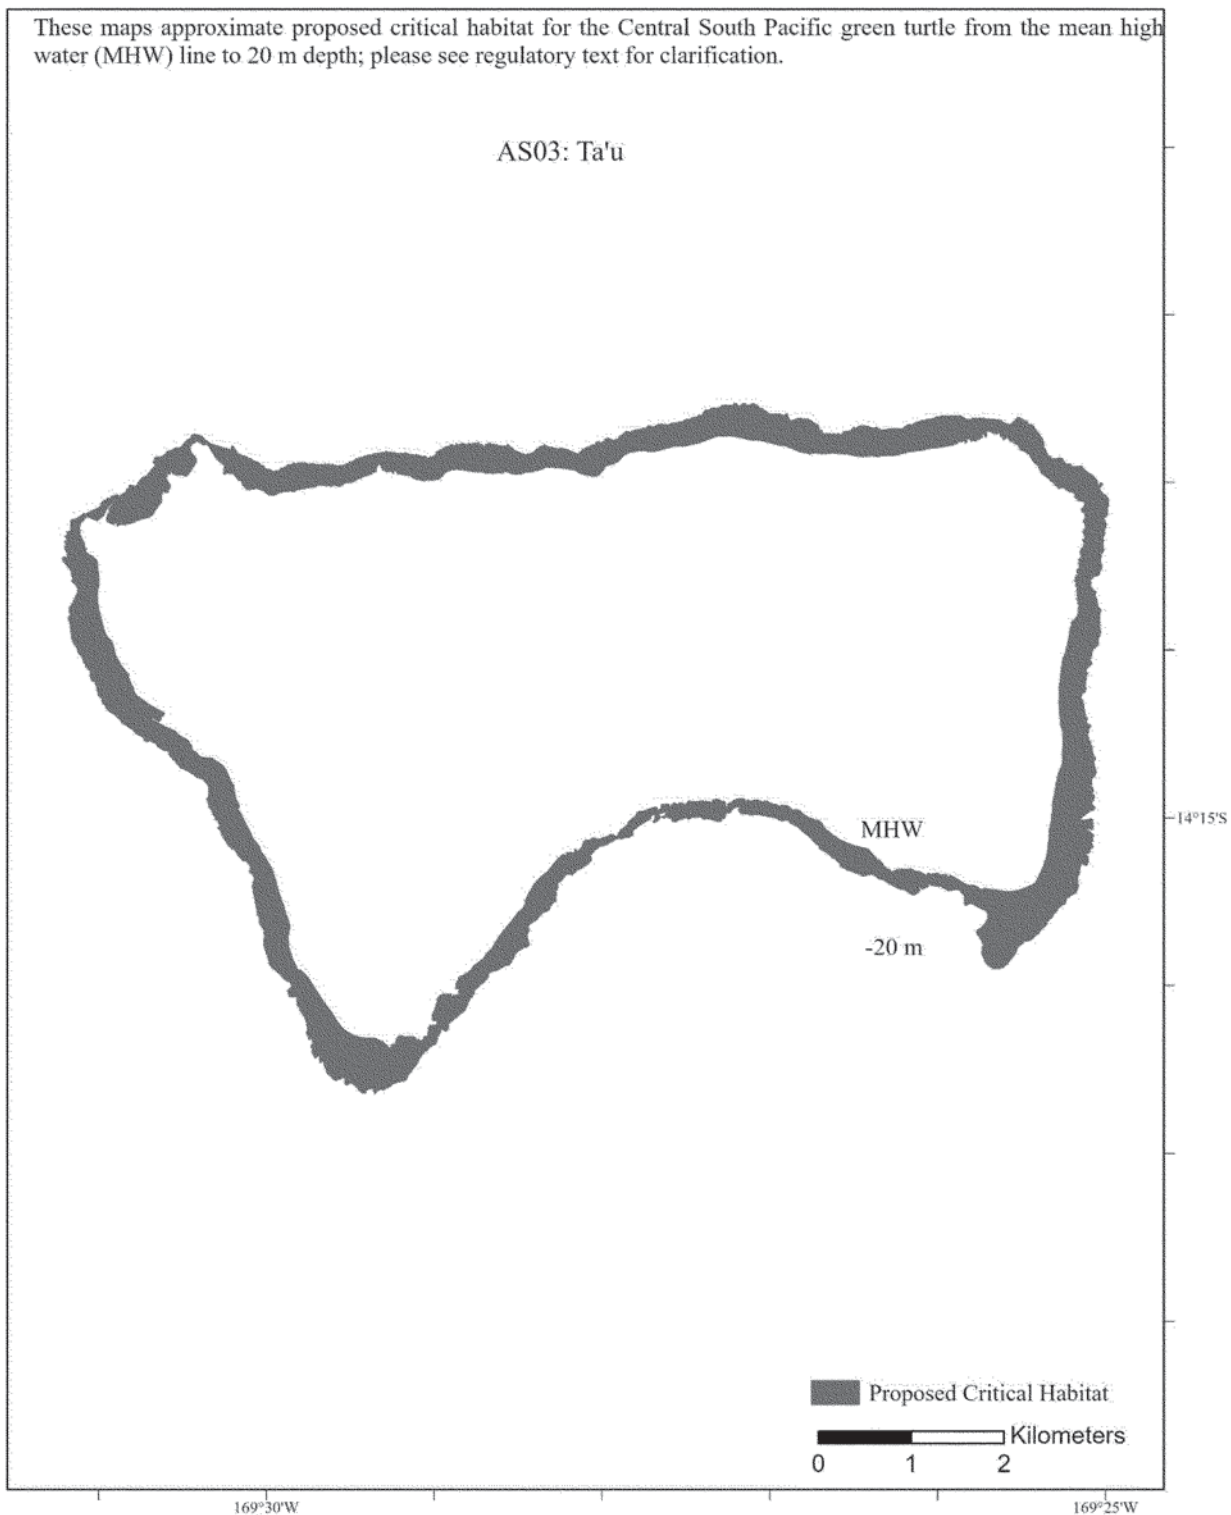 These maps approximate proposed critical habitat for the Central South Pacific green turtle from the mean high
water (MHW) line to 20 m depth; please see regulatory text for clarification.
AS03: Ta'u
MHW
14°15'S
-20 m
Proposed Critical Habitat
Kilometers
0 1 2
169°30'W 169°25'W